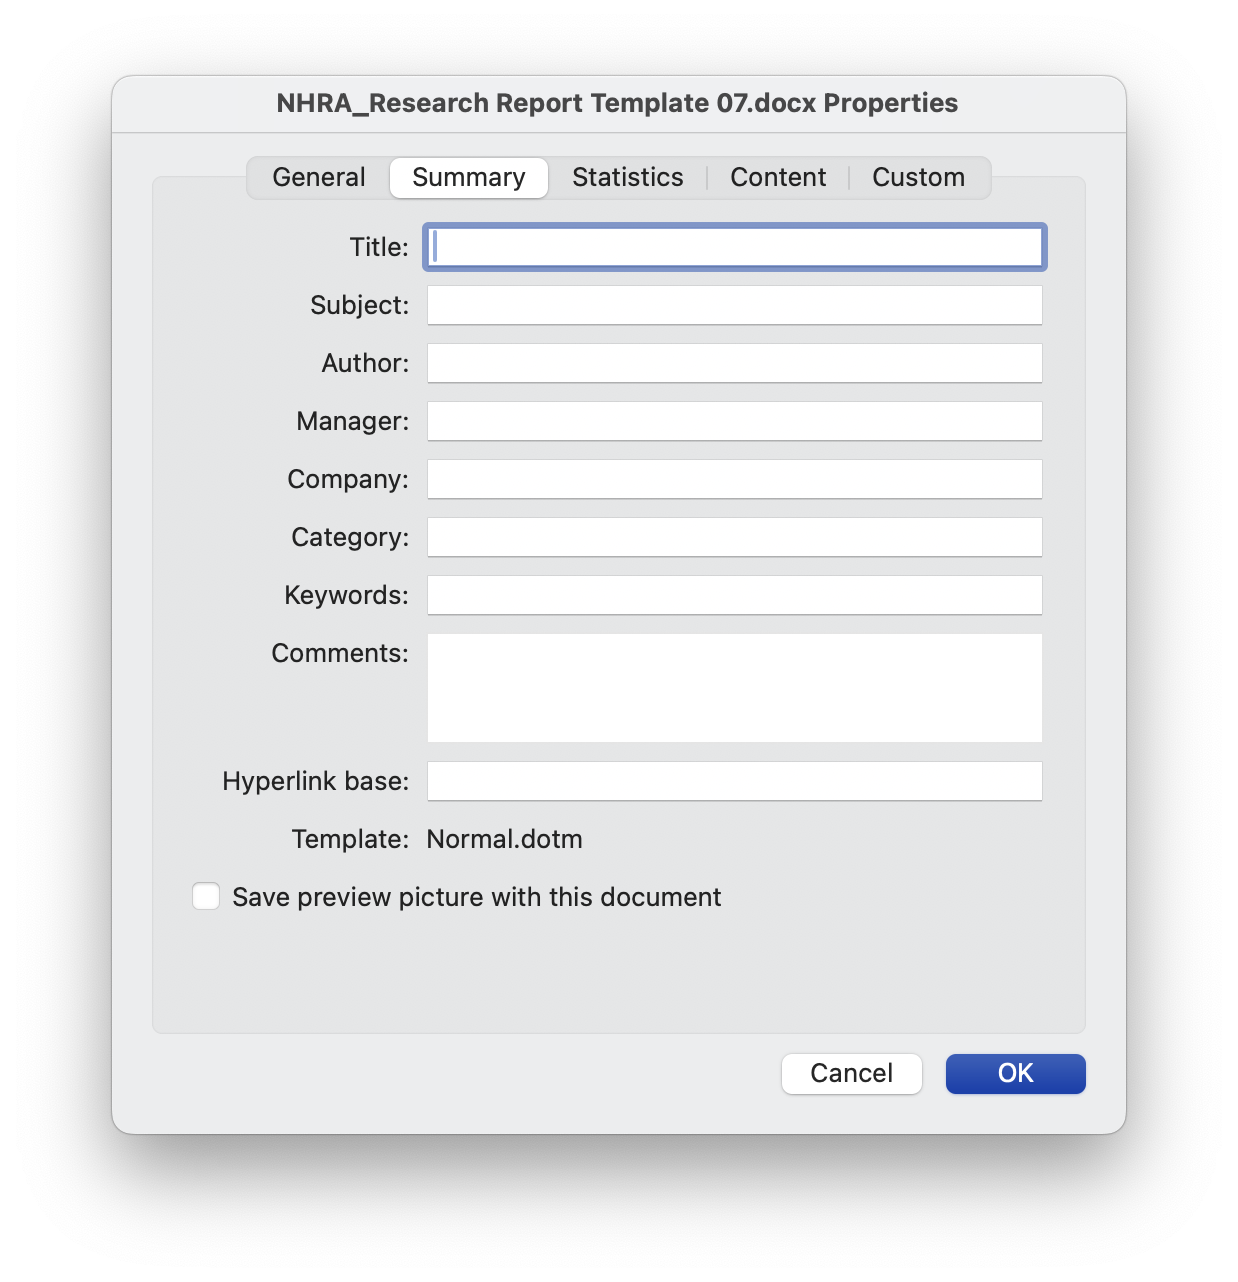 NHRA_Research Report Template 07.docx Properties
General Summary Statistics Content Custom
Title:
Subject:
Author:
Manager:
Company:
Category:
Keywords:
Comments:
Hyperlink base:
Template: Normal.dotm
Save preview picture with this document
Cancel OK